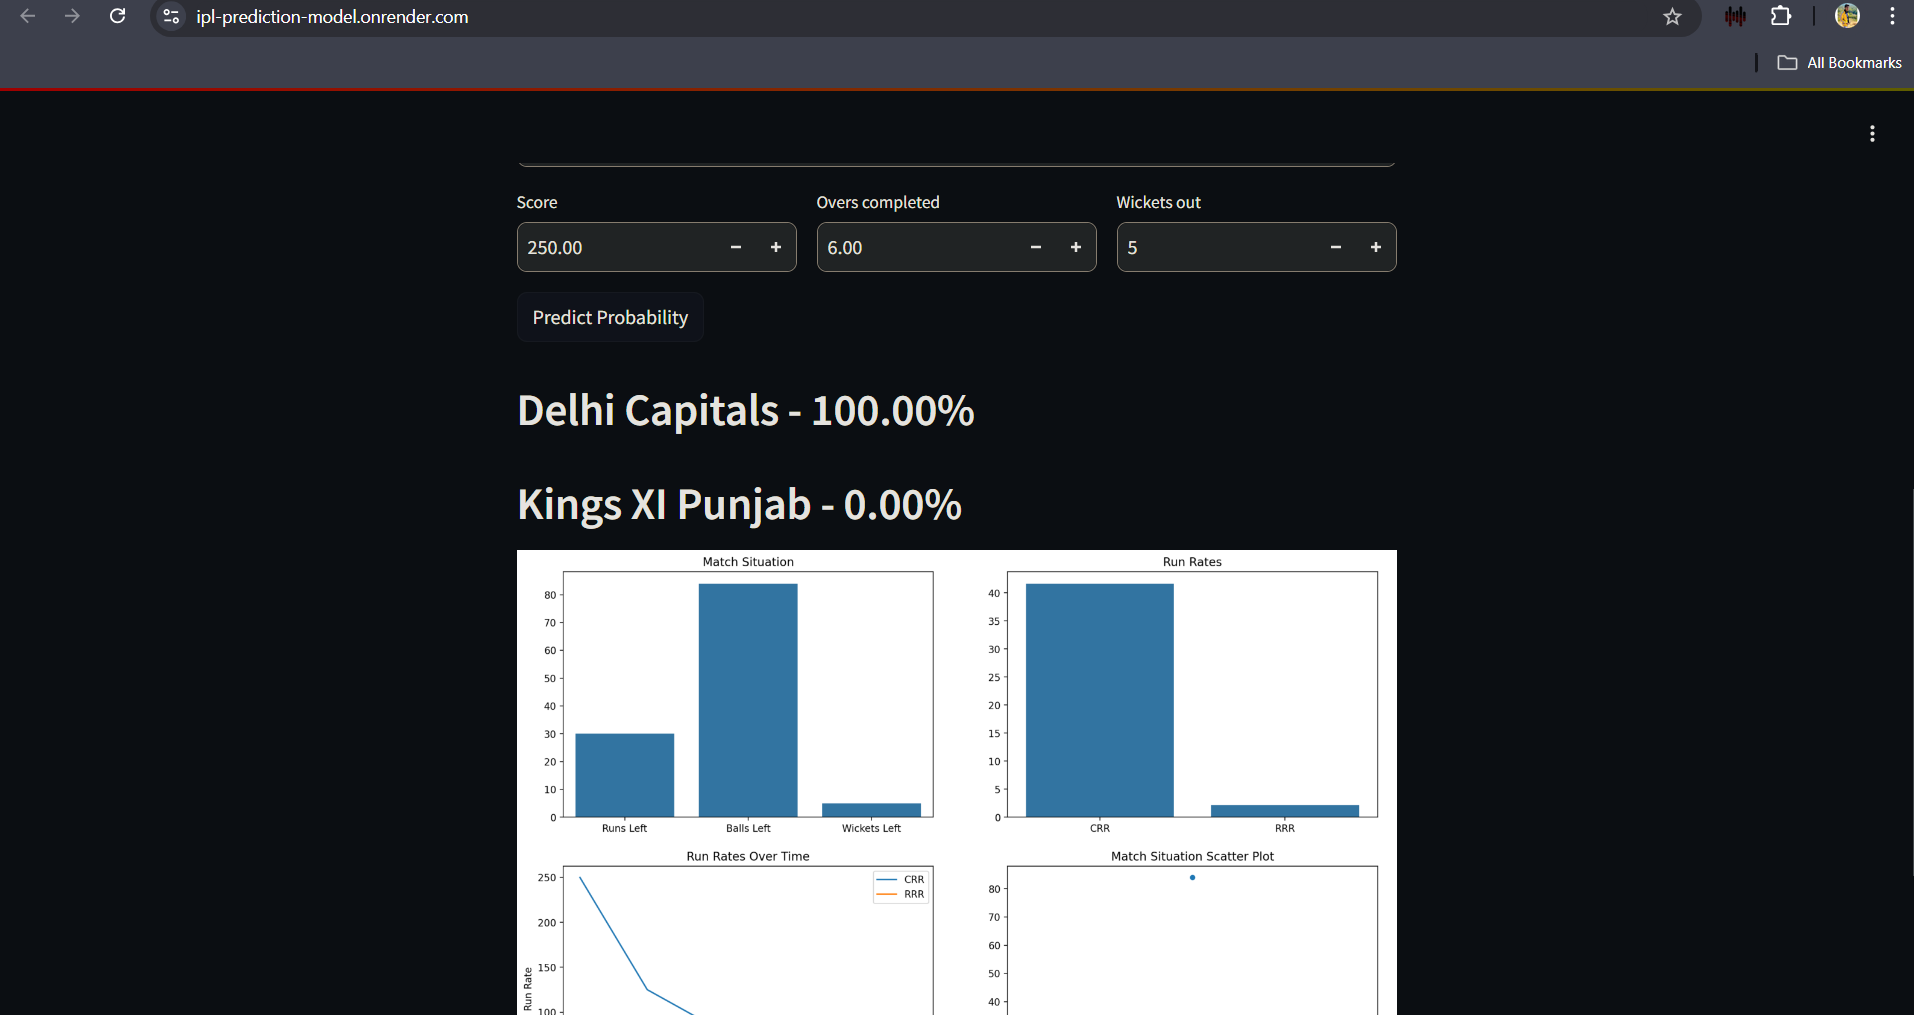 ipl-prediction-model.onrender.com
All Bookmarks
Score Overs completed Wickets out
250.00 6.00 5
Predict Probability
Delhi Capitals - 100.00%
Kings XI Punjab - 0.00%
Match Situation
80
70
60
50
40
30
20
10
0
Runs Left Balls Left Wickets Left
Run Rates
40
35
30
25
20
15
10
5
0
CRR RRR
Run Rates Over Time
CRR
RRR
250
200
150
100
Run Rate
Match Situation Scatter Plot
80
70
60
50
40